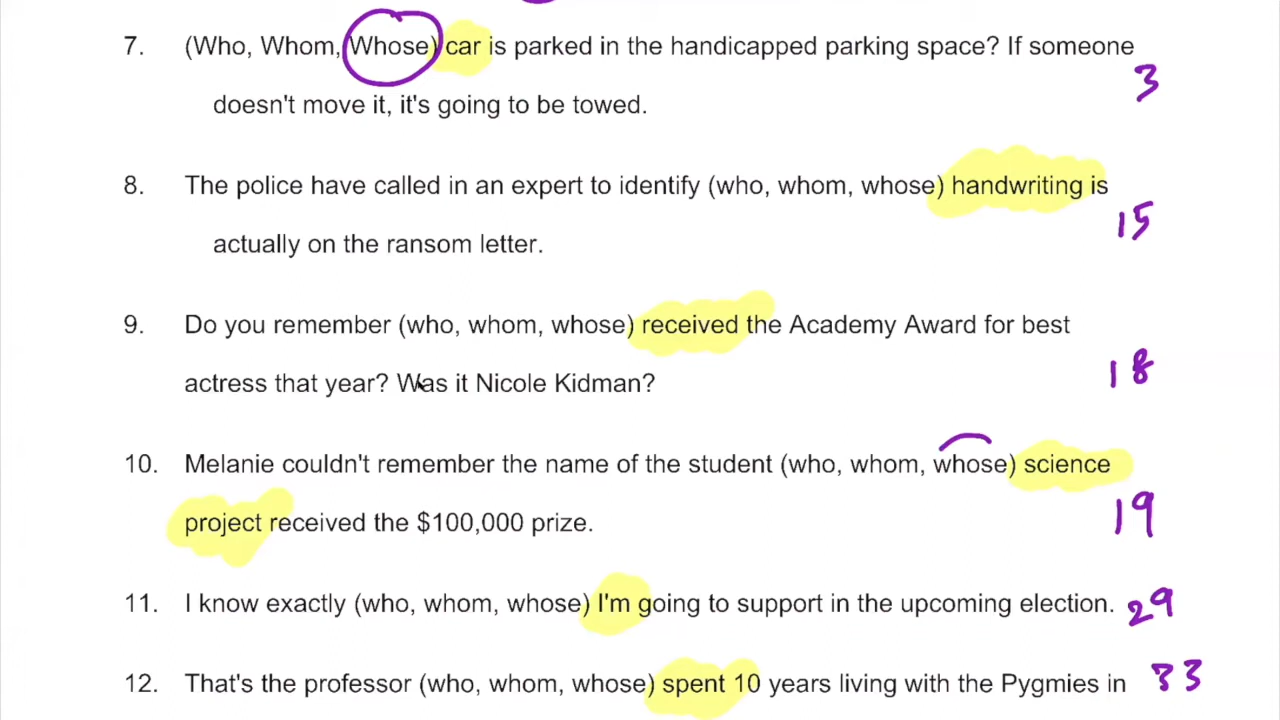 7. (Who, Whom, Whose) car is parked in the handicapped parking space? If someone
doesn't move it, it's going to be towed.
3
8. The police have called in an expert to identify (who, whom, whose) handwriting is
actually on the ransom letter.
15
9. Do you remember (who, whom, whose) received the Academy Award for best
actress that year? Was it Nicole Kidman?
18
10. Melanie couldn't remember the name of the student (who, whom, whose) science
project received the $100,000 prize.
19
11. I know exactly (who, whom, whose) I'm going to support in the upcoming election. 29
12. That's the professor (who, whom, whose) spent 10 years living with the Pygmies in 33